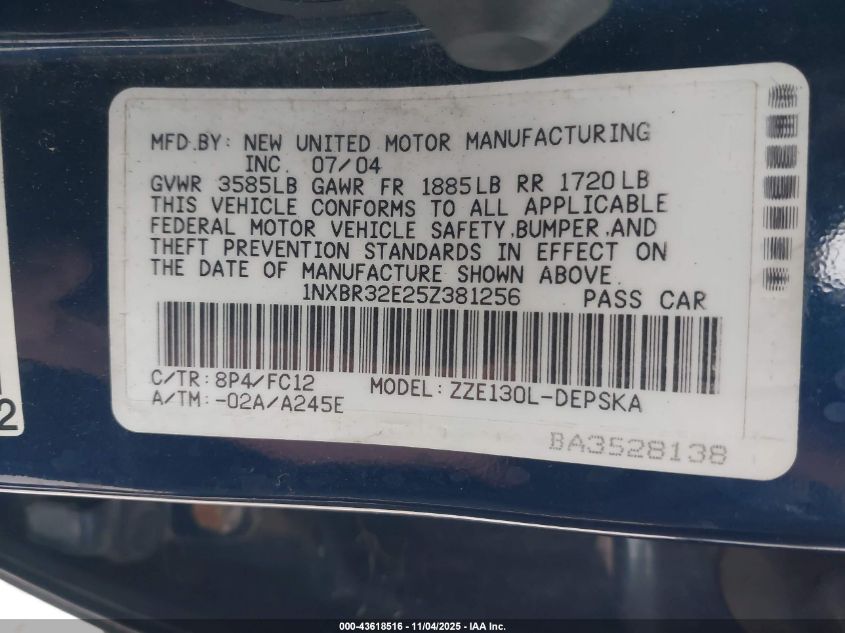 MFD.BY: NEW UNITED MOTOR MANUFACTURING
INC. 07/04
GVWR 3585LB GAWR FR 1885LB RR 1720LB
THIS VEHICLE CONFORMS TO ALL APPLICABLE
FEDERAL MOTOR VEHICLE SAFETY,BUMPER,AND
THEFT PREVENTION STANDARDS IN EFFECT ON
THE DATE OF MANUFACTURE SHOWN ABOVE.
1NXBR32E25Z381256 PASS CAR
C/TR: 8P4/FC12 MODEL: ZZE130L-DEPSKA
A/TM: -02A/A245E
BA3528138
2
000-43618516 - 11/04/2025 - IAA Inc.